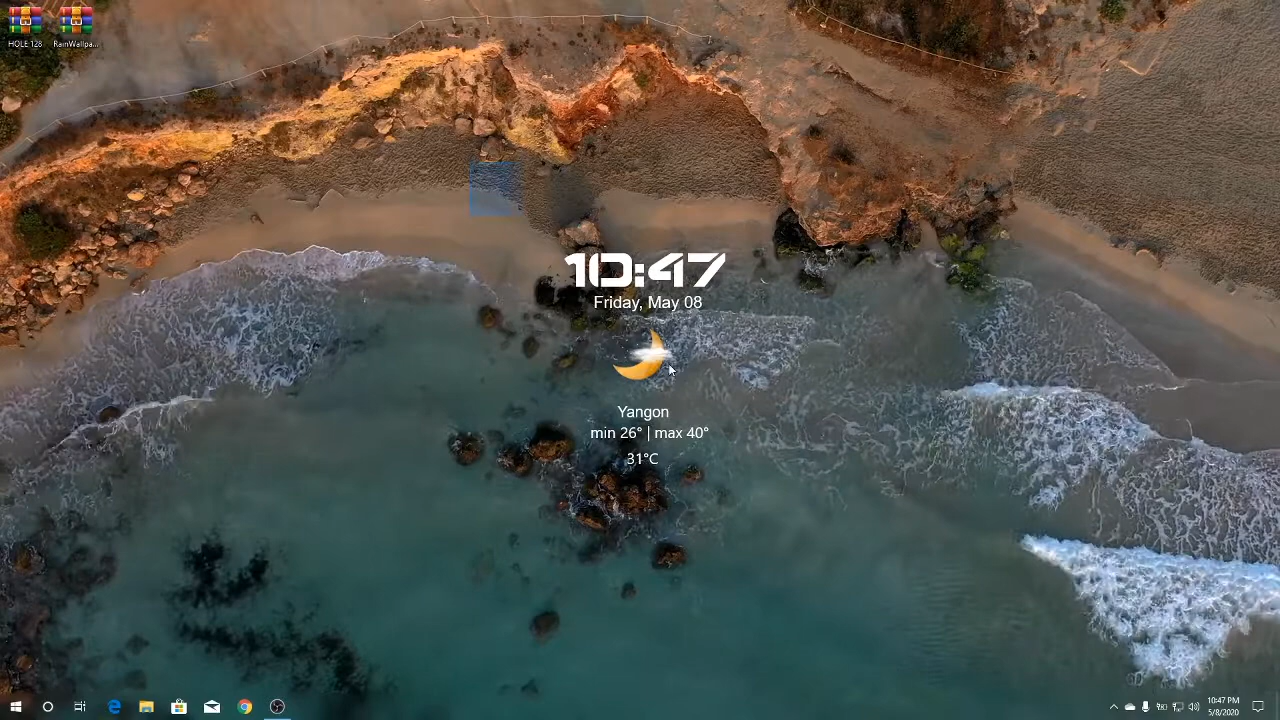 HOLE 128
RainWallpa...
10:47
Friday, May 08
Yangon
min 26° | max 40°
31°C
10:47 PM
5/8/2020